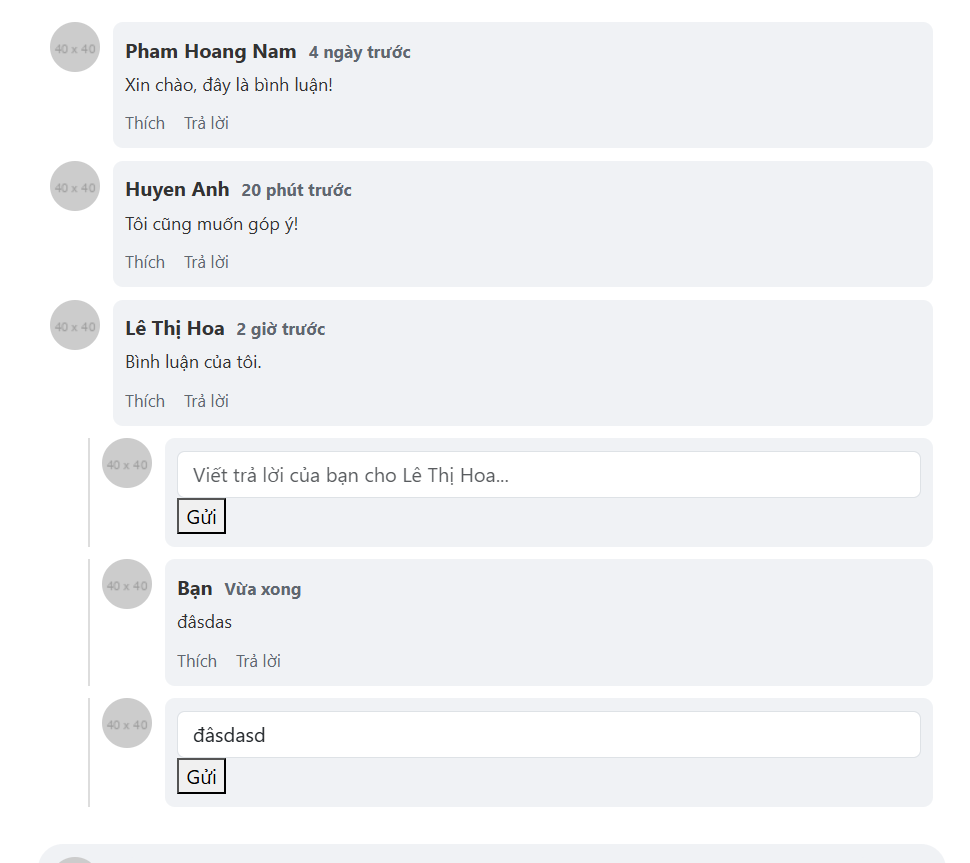 40 x 40
Pham Hoang Nam 4 ngày trước
Xin chào, đây là bình luận!
Thích Trả lời
40 x 40
Huyen Anh 20 phút trước
Tôi cũng muốn góp ý!
Thích Trả lời
40 x 40
Lê Thị Hoa 2 giờ trước
Bình luận của tôi.
Thích Trả lời
40 x 40
Viết trả lời của bạn cho Lê Thị Hoa...
Gửi
40 x 40
Bạn Vừa xong
đâsdas
Thích Trả lời
40 x 40
đâsdasd
Gửi